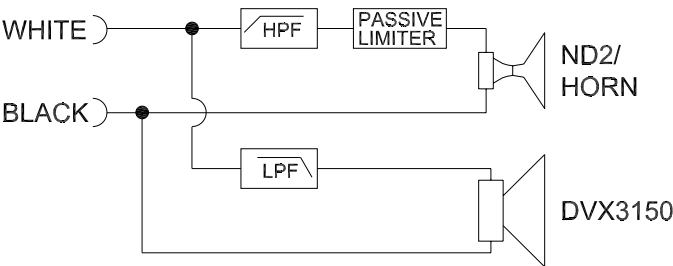 WHITE
HPF
PASSIVE
LIMITER
ND2/
HORN
BLACK
LPF
DVX3150